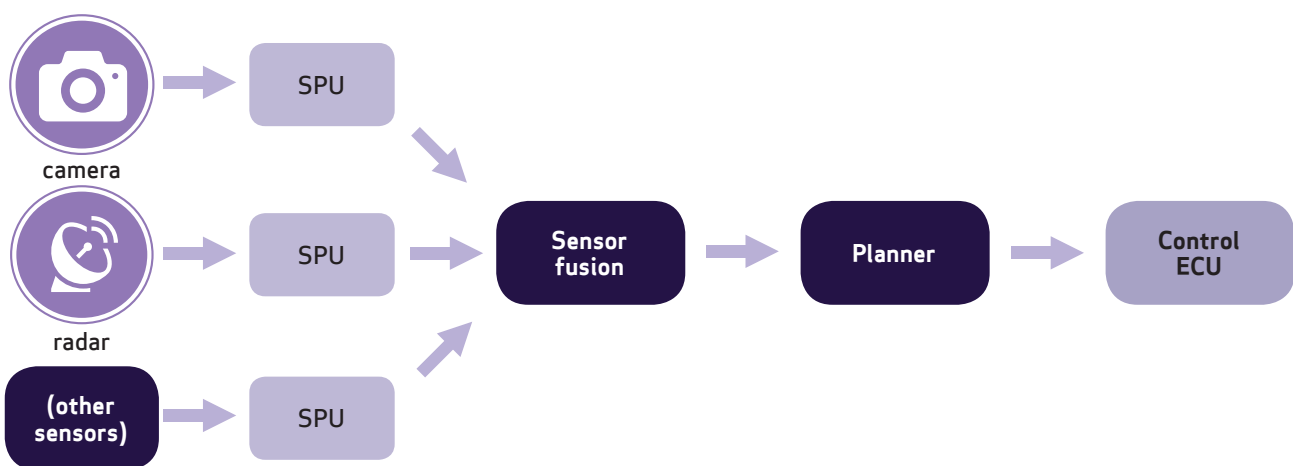 camera
SPU
radar
SPU
(other
sensors)
SPU
Sensor
fusion
Planner
Control
ECU